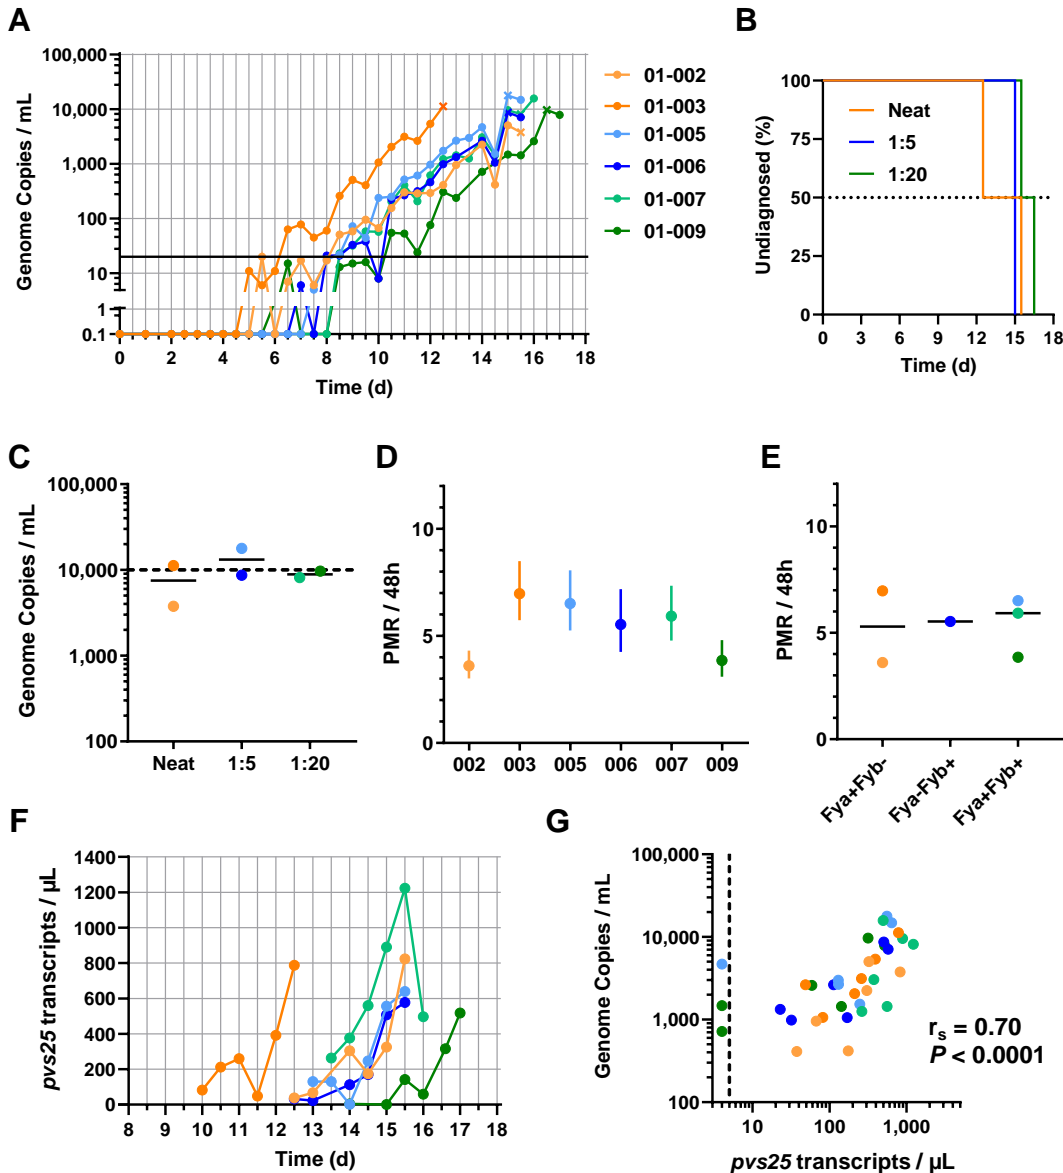 A
100,000
10,000
1,000
100
10
1
0.1
Genome Copies / mL
0 2 4 6 8 10 12 14 16 18
Time (d)
01-002
01-003
01-005
01-006
01-007
01-009
B
100
75
50
25
0
Undiagnosed (%)
Neat
1:5
1:20
0 3 6 9 12 15 18
Time (d)
C
100,000
10,000
1,000
100
Genome Copies / mL
Neat 1:5 1:20
D
10
5
0
PMR / 48h
002 003 005 006 007 009
E
10
5
0
PMR / 48h
Fya+Fyb- Fya-Fyb+ Fya+Fyb+
F
1400
1200
1000
800
600
400
200
0
pvs25 transcripts / µL
8 9 10 11 12 13 14 15 16 17 18
Time (d)
G
100,000
10,000
1,000
100
Genome Copies / mL
rs = 0.70
P < 0.0001
10 100 1,000
pvs25 transcripts / µL